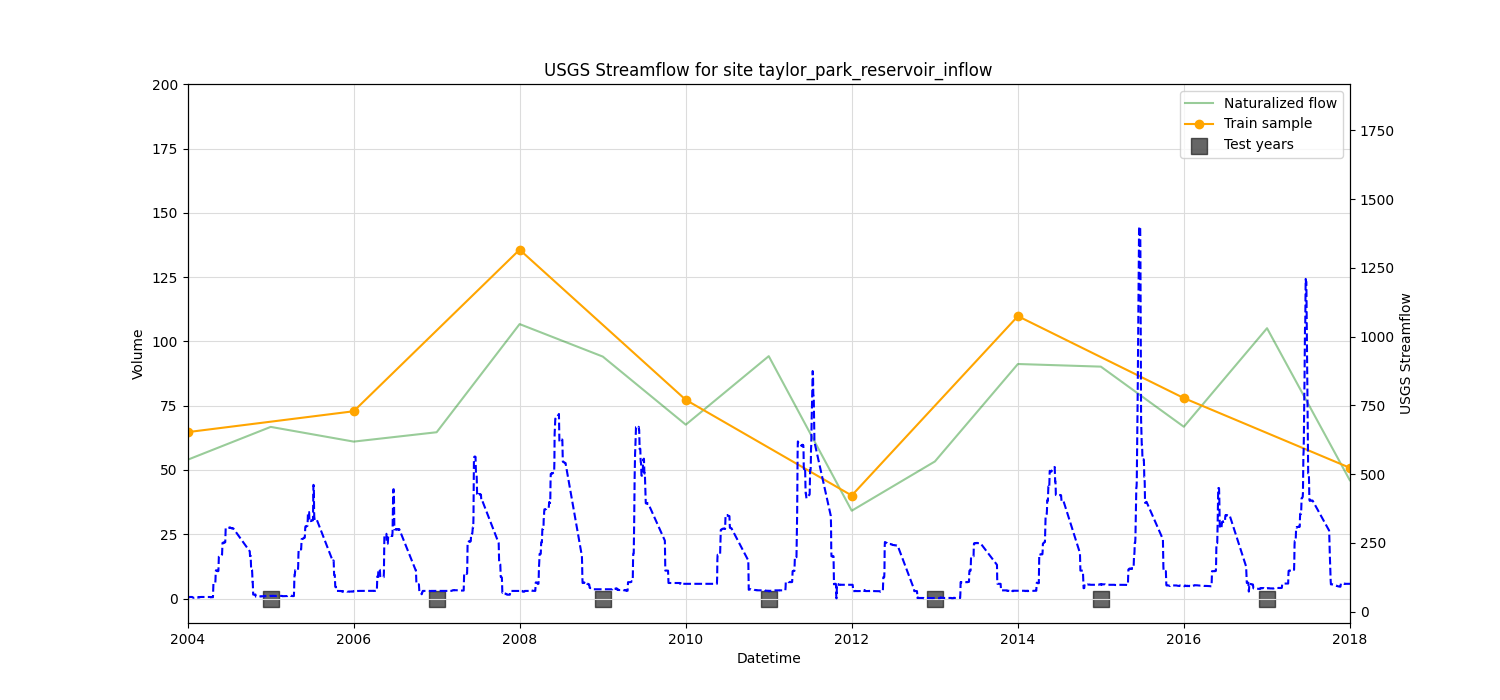 USGS Streamflow for site taylor_park_reservoir_inflow
Naturalized flow
Train sample
Test years
Volume
200
175
150
125
100
75
50
25
0
1750
1500
1250
1000
750
500
250
0
USGS Streamflow
2004 2006 2008 2010 2012 2014 2016 2018
Datetime